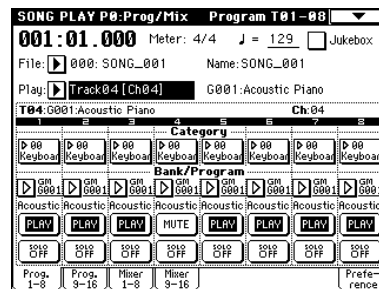 SONG PLAY P0:Prog/Mix Program T01-08
001:01.000 Meter: 4/4 ♩ = 129 Jukebox
File: 000: SONG_001 Name: SONG_001
Play: Track04 [Ch04] G001:Acoustic Piano
T04:G001:Acoustic Piano Ch:04
1 2 3 4 5 6 7 8
Category
00 00 00 00 00 00 00 00
Keyboar Keyboar Keyboar Keyboar Keyboar Keyboar Keyboar Keyboar
Bank/Program
GM GM GM GM GM GM GM GM
G001 G001 G001 G001 G001 G001 G001 G001
Acoustic Acoustic Acoustic Acoustic Acoustic Acoustic Acoustic Acoustic
PLAY PLAY PLAY MUTE PLAY PLAY PLAY PLAY
SOLO SOLO SOLO SOLO SOLO SOLO SOLO SOLO
OFF OFF OFF OFF OFF OFF OFF OFF
Prog. Prog. Mixer Mixer Prefe-
1-8 9-16 1-8 9-16 rence